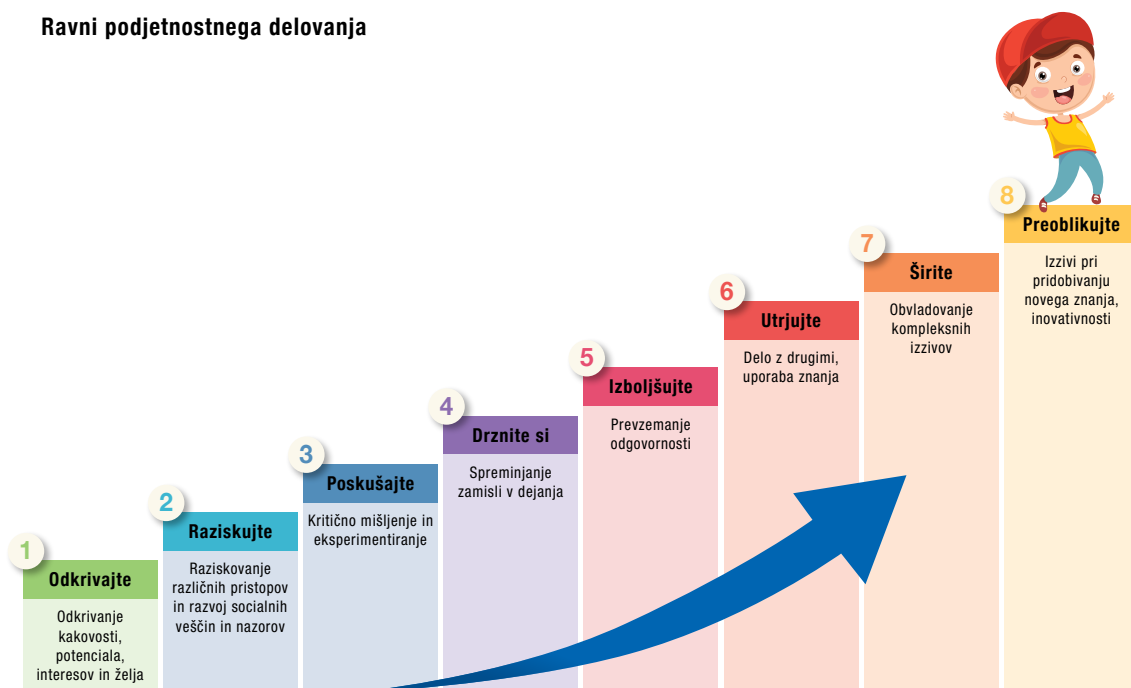 Ravni podjetnostnega delovanja
1
Odkrivajte
Odkrivanje
kakovosti,
potenciala,
interesov in želja
2
Raziskujte
Raziskovanje
različnih pristopov
in razvoj socialnih
veščin in nazorov
3
Poskušajte
Kritično mišljenje in
eksperimentiranje
4
Drznite si
Spreminjanje
zamisli v dejanja
5
Izboljšujte
Prevzemanje
odgovornosti
6
Utrjujte
Delo z drugimi,
uporaba znanja
7
Širite
Obvladovanje
kompleksnih
izzivov
8
Preoblikujte
Izzivi pri
pridobivanju
novega znanja,
inovativnosti